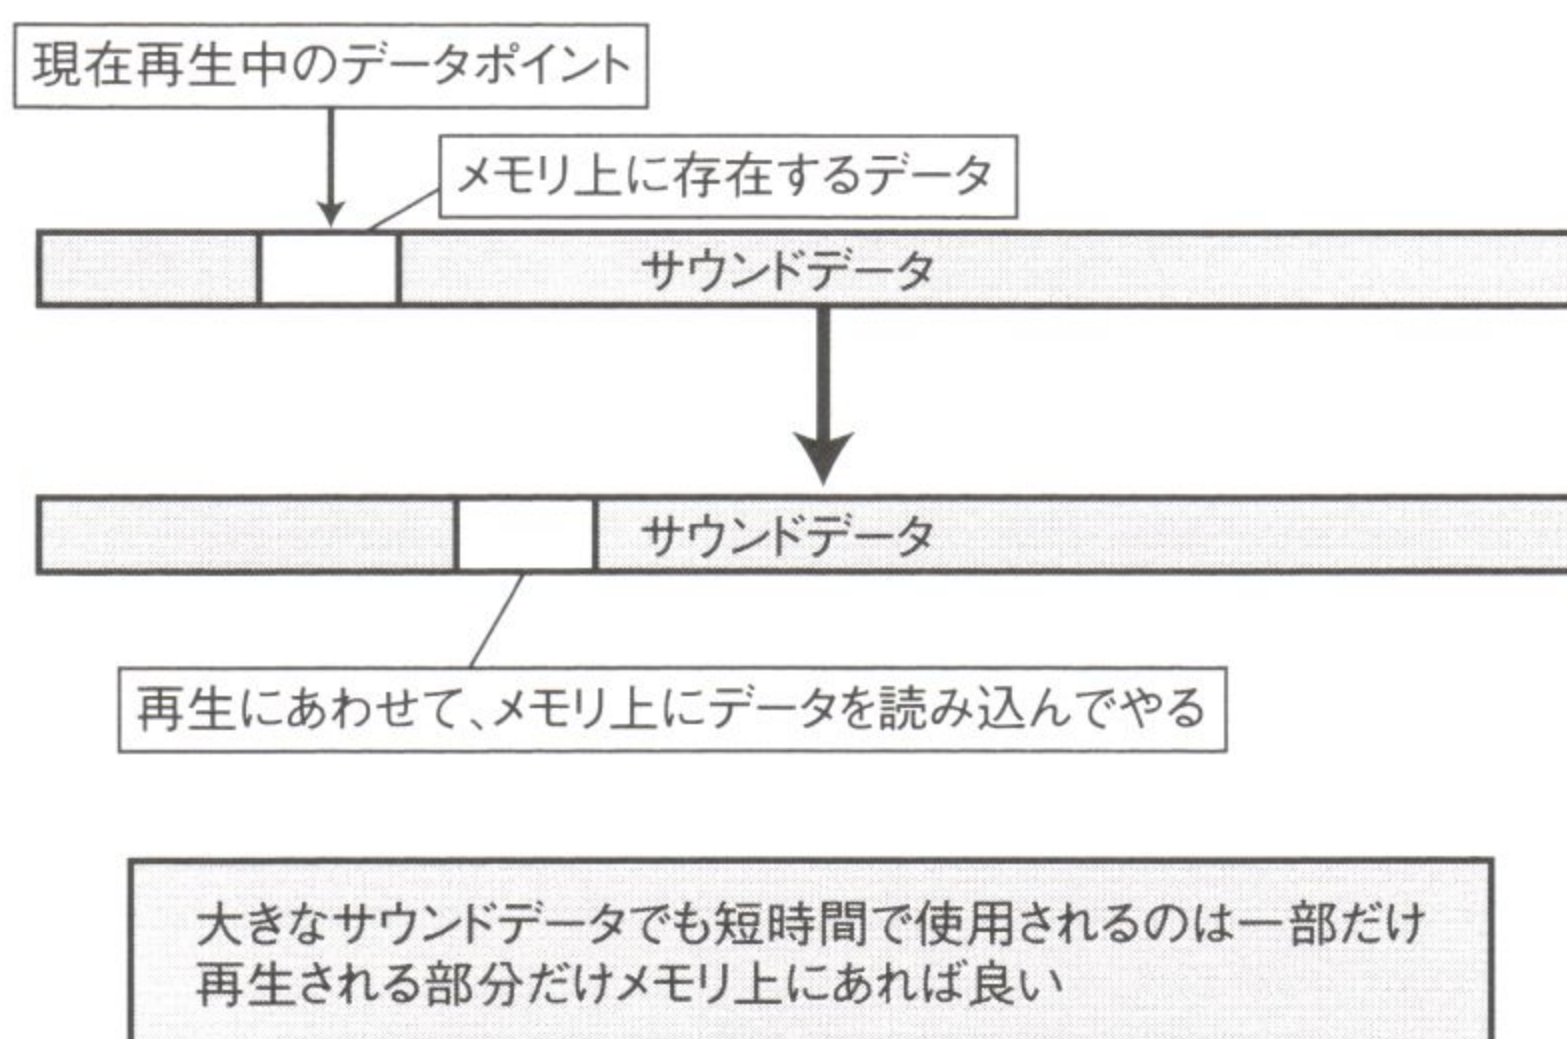 現在再生中のデータポイント
メモリ上に存在するデータ
サウンドデータ
サウンドデータ
再生にあわせて、メモリ上にデータを読み込んでやる
大きなサウンドデータでも短時間で使用されるのは一部だけ
再生される部分だけメモリ上にあれば良い